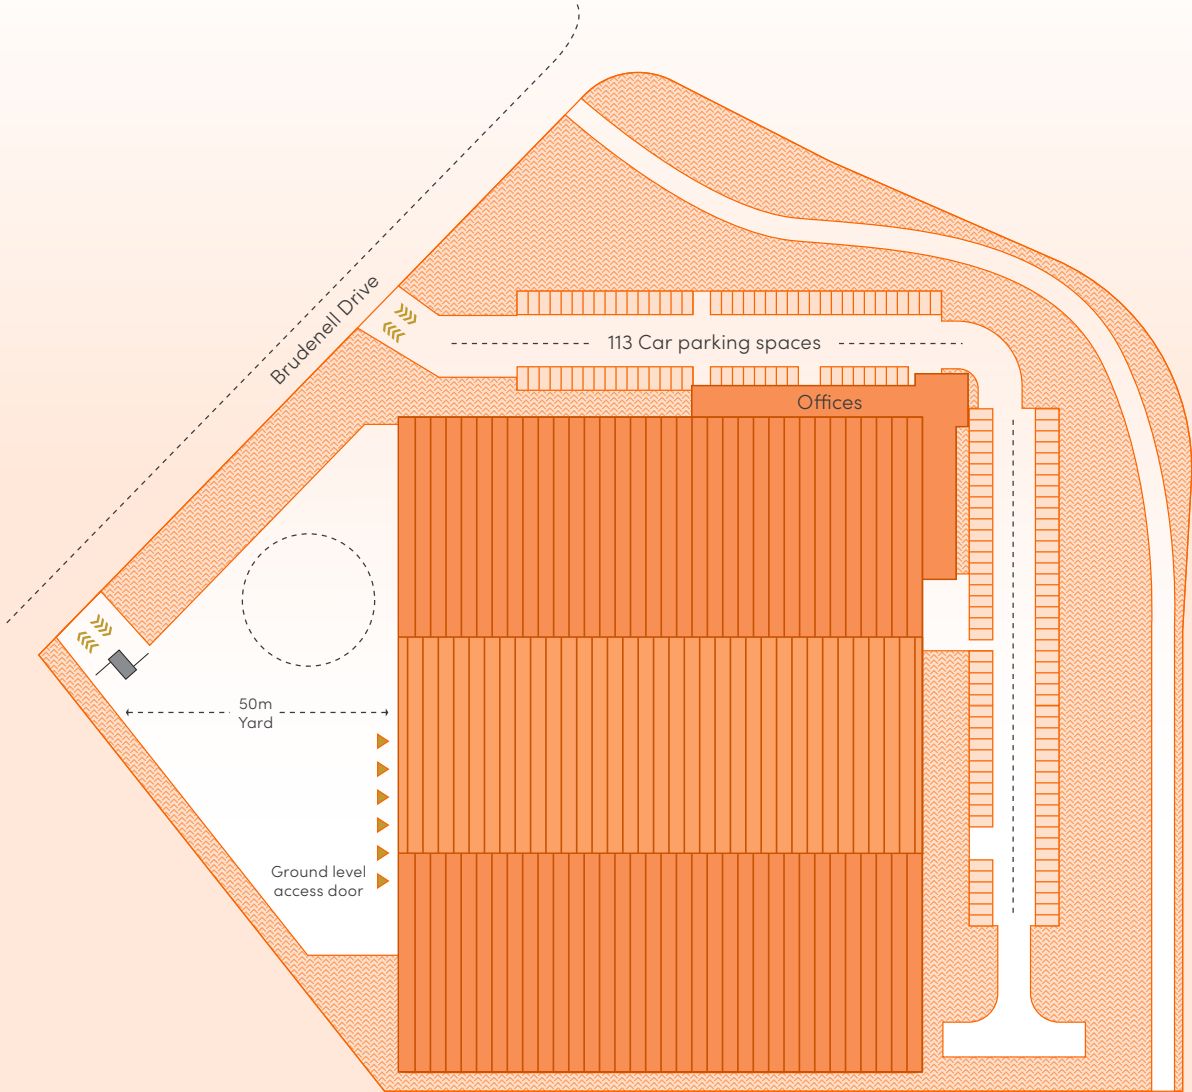 Brudenell Drive
113 Car parking spaces
Offices
50m
Yard
Ground level
access door